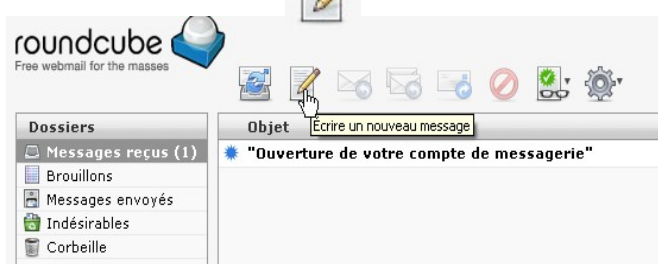 roundcube
Free webmail for the masses
Écrire un nouveau message
Dossiers
Objet
Messages reçus (1)
"Ouverture de votre compte de messagerie"
Brouillons
Messages envoyés
Indésirables
Corbeille